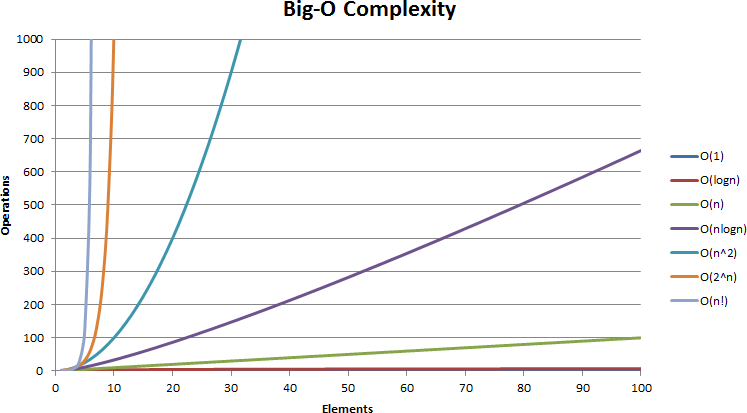 Big-O Complexity
1000
900
800
700
600
500
400
300
200
100
0
Operations
0 10 20 30 40 50 60 70 80 90 100
Elements
O(1)
O(logn)
O(n)
O(nlogn)
O(n^2)
O(2^n)
O(n!)